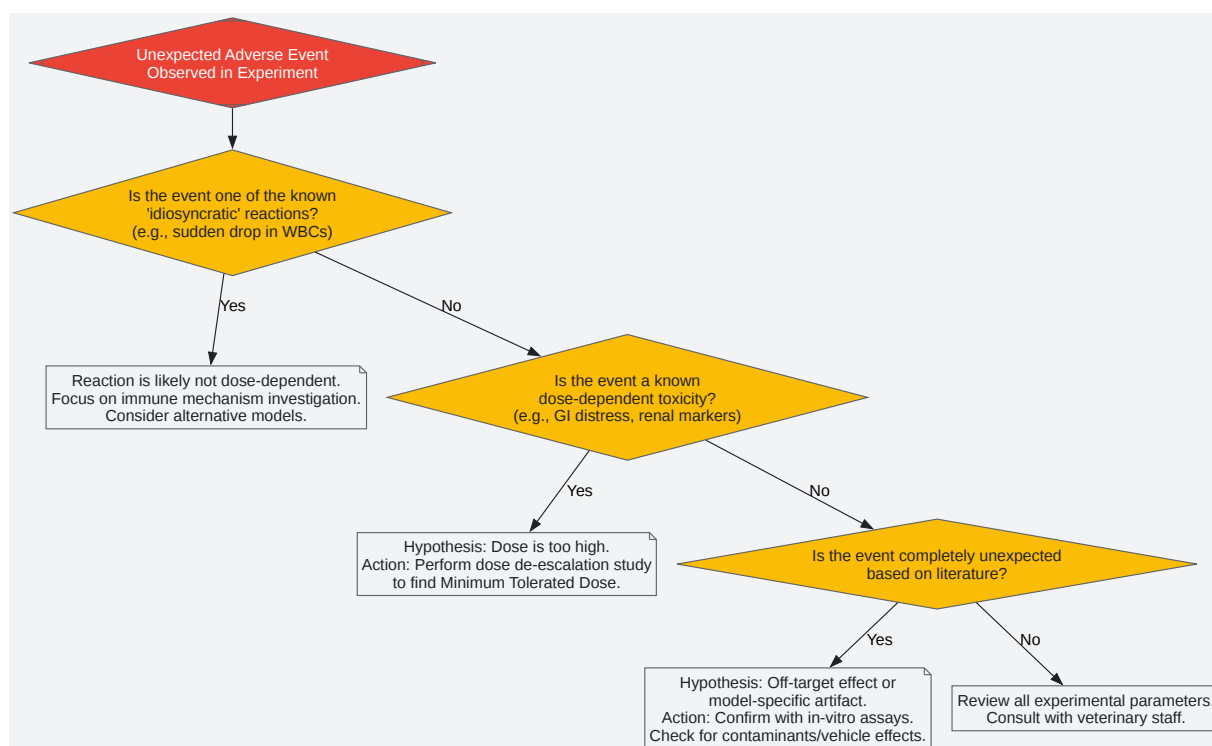 Unexpected Adverse Event
Observed in Experiment
Is the event one of the known
'idiosyncratic' reactions?
(e.g., sudden drop in WBCs)
Yes
No
Reaction is likely not dose-dependent.
Focus on immune mechanism investigation.
Consider alternative models.
Is the event a known
dose-dependent toxicity?
(e.g., GI distress, renal markers)
Yes
No
Hypothesis: Dose is too high.
Action: Perform dose de-escalation study
to find Minimum Tolerated Dose.
Is the event completely unexpected
based on literature?
Yes
No
Hypothesis: Off-target effect or
model-specific artifact.
Action: Confirm with in-vitro assays.
Check for contaminants/vehicle effects.
Review all experimental parameters.
Consult with veterinary staff.